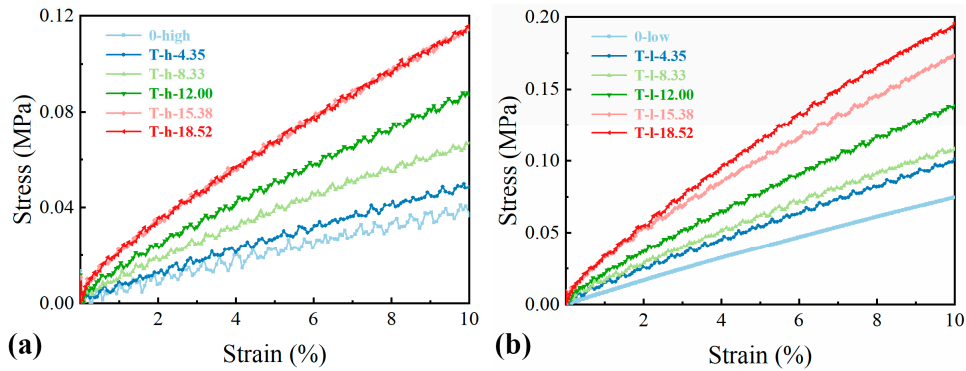 0.12
0.08
0.04
0.00
Stress (MPa)
0-high
T-h-4.35
T-h-8.33
T-h-12.00
T-h-15.38
T-h-18.52
2
4
6
8
10
Strain (%)
(a)
0.20
0.15
0.10
0.05
0.00
Stress (MPa)
0-low
T-l-4.35
T-l-8.33
T-l-12.00
T-l-15.38
T-l-18.52
2
4
6
8
10
Strain (%)
(b)